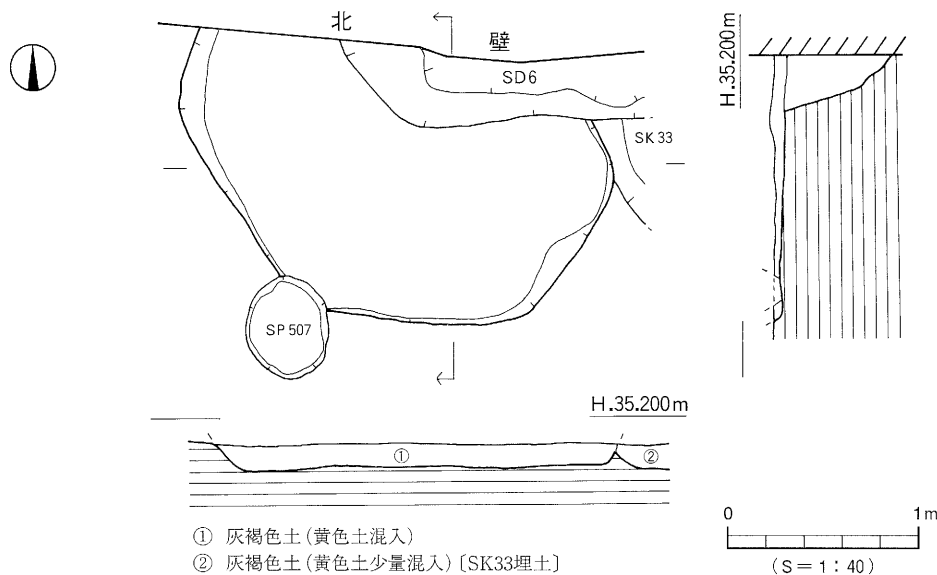 北
壁
SD6
SK33
SP507
H.35.200m
H.35.200m
①
②
① 灰褐色土(黄色土混入)
② 灰褐色土(黄色土少量混入)〔SK33埋土〕
0 1m
(S=1:40)